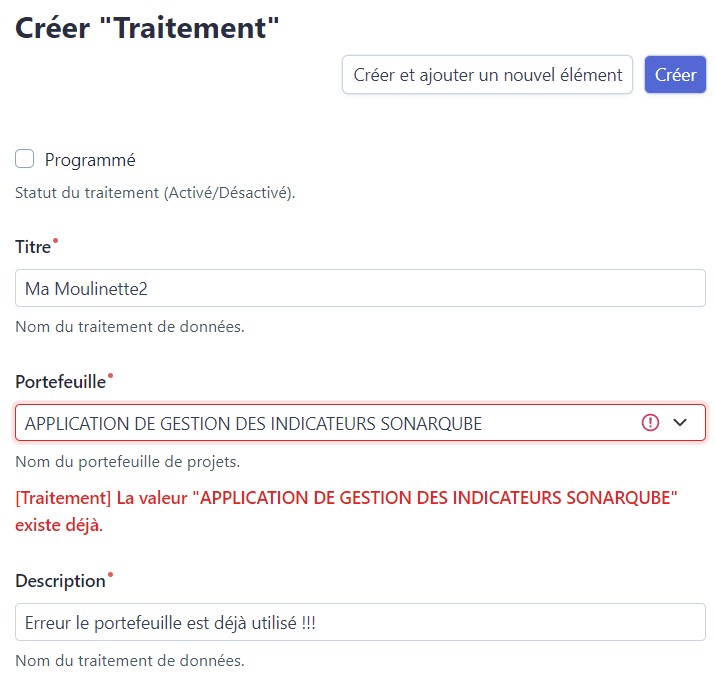 Créer "Traitement"
Créer et ajouter un nouvel élément
Créer
Programmé
Statut du traitement (Activé/Désactivé).
Titre
Ma Moulinette2
Nom du traitement de données.
Portefeuille
APPLICATION DE GESTION DES INDICATEURS SONARQUBE
Nom du portefeuille de projets.
[Traitement] La valeur "APPLICATION DE GESTION DES INDICATEURS SONARQUBE"
existe déjà.
Description
Erreur le portefeuille est déjà utilisé !!!
Nom du traitement de données.